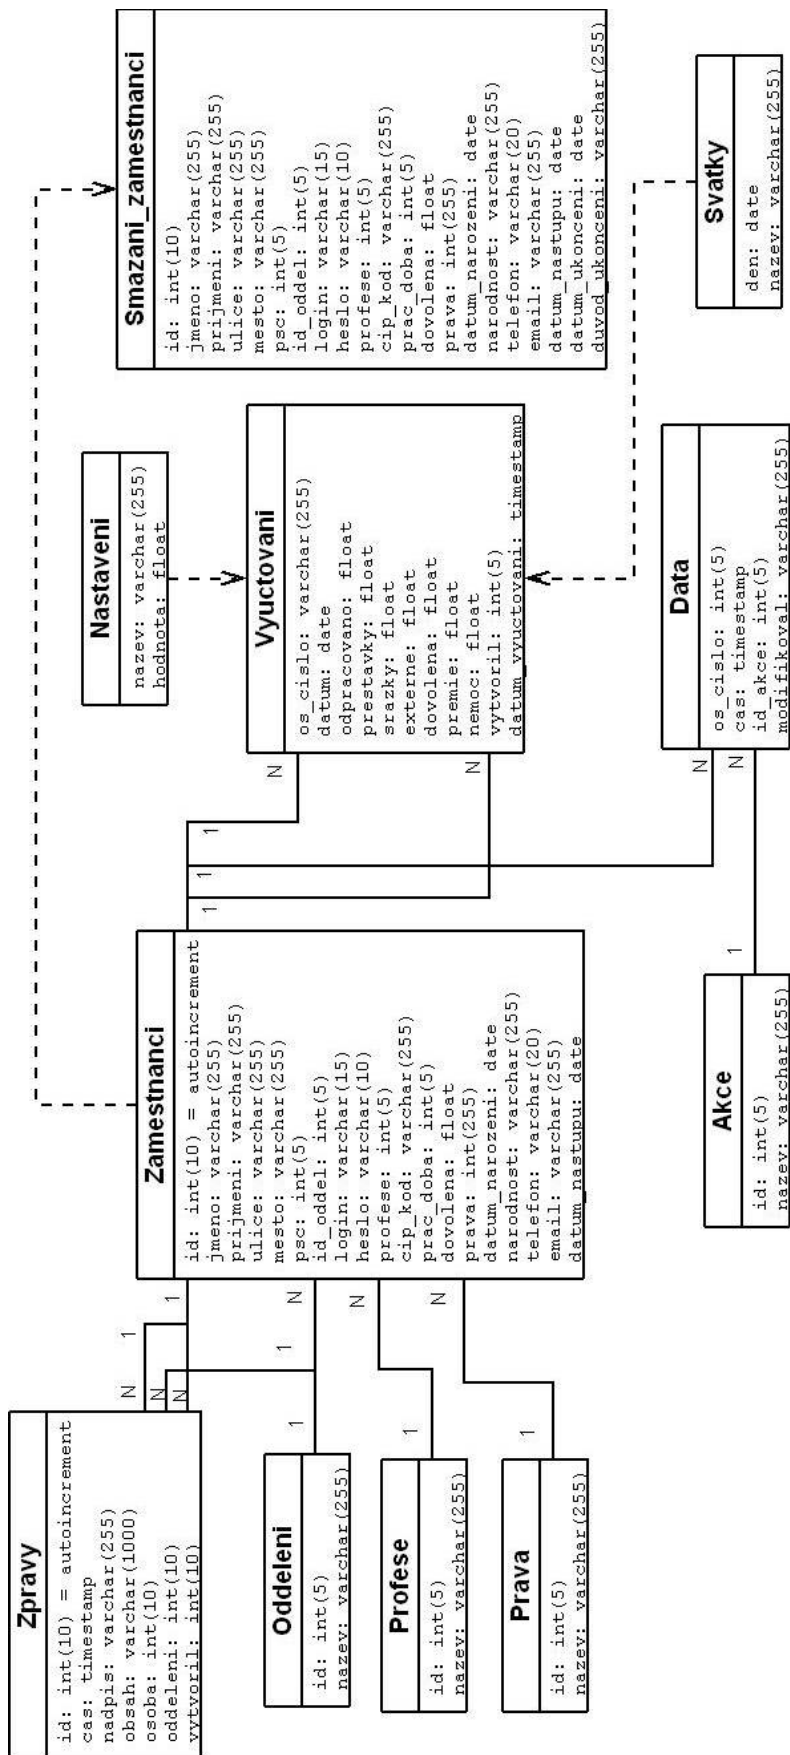 Zpravy
id: int(10) = autoincrement
cas: timestamp
nadpis: varchar(255)
obsah: varchar(1000)
osoba: int(10)
oddeleni: int(10)
vytvoril: int(10)
N
N
N
1
1
1
Oddeleni
id: int(5)
nazev: varchar(255)
1
N
Profese
id: int(5)
nazev: varchar(255)
1
N
Prava
id: int(5)
nazev: varchar(255)
1
N
Zamestnanci
id: int(10) = autoincrement
jmeno: varchar(255)
prijmeni: varchar(255)
ulice: varchar(255)
mesto: varchar(255)
psc: int(5)
id_oddel: int(5)
login: varchar(15)
heslo: varchar(10)
profese: int(5)
cip_kod: varchar(255)
prac_doba: int(5)
dovolena: float
prava: int(255)
datum_narozeni: date
narodnost: varchar(255)
telefon: varchar(20)
email: varchar(255)
datum_nastupu: date
1
1
1
N
N
Akce
id: int(5)
nazev: varchar(255)
1
N
N
Nastaveni
nazev: varchar(255)
hodnota: float
Vyuctovani
os_cislo: varchar(255)
datum: date
odpracovano: float
prestavky: float
srazky: float
externe: float
dovolena: float
premie: float
nemoc: float
vytvoril: int(5)
datum_vyuctovani: timestamp
Data
os_cislo: int(5)
cas: timestamp
id_akce: int(5)
modifikoval: varchar(255)
Smazani_zamestnanci
id: int(10)
jmeno: varchar(255)
prijmeni: varchar(255)
ulice: varchar(255)
mesto: varchar(255)
psc: int(5)
id_oddel: int(5)
login: varchar(15)
heslo: varchar(10)
profese: int(5)
cip_kod: varchar(255)
prac_doba: int(5)
dovolena: float
prava: int(255)
datum_narozeni: date
narodnost: varchar(255)
telefon: varchar(20)
email: varchar(255)
datum_nastupu: date
datum_ukonceni: date
duvod_ukonceni: varchar(255)
Svatky
den: date
nazev: varchar(255)